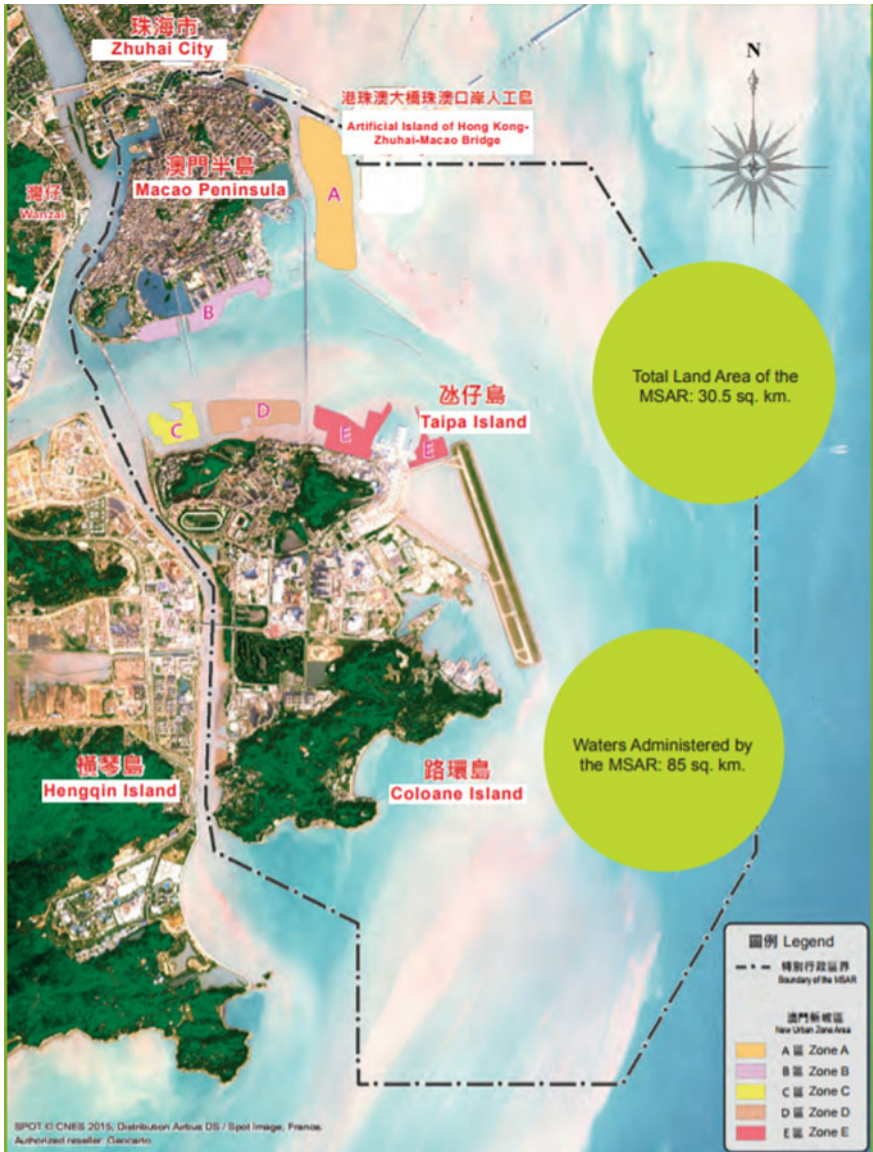 珠海市
Zhuhai City
N
港珠澳大橋珠澳口岸人工島
Artificial Island of Hong Kong-
Zhuhai-Macao Bridge
澳門半島
Macao Peninsula
灣仔
Wanzai
A
B
Total Land Area of the
MSAR: 30.5 sq. km.
氹仔島
Taipa Island
C
D
E
E
Waters Administered by
the MSAR: 85 sq. km.
橫琴島
Hengqin Island
路環島
Coloane Island
圖例 Legend
特別行政區界
Boundary of the MSAR
澳門新城區
New Urban Zone Area
A 區 Zone A
B 區 Zone B
C 區 Zone C
D 區 Zone D
E 區 Zone E
SPOT © CNES 2015, Distribution Airbus DS / Spot Image, France.
Authorized reseller: Geocarto